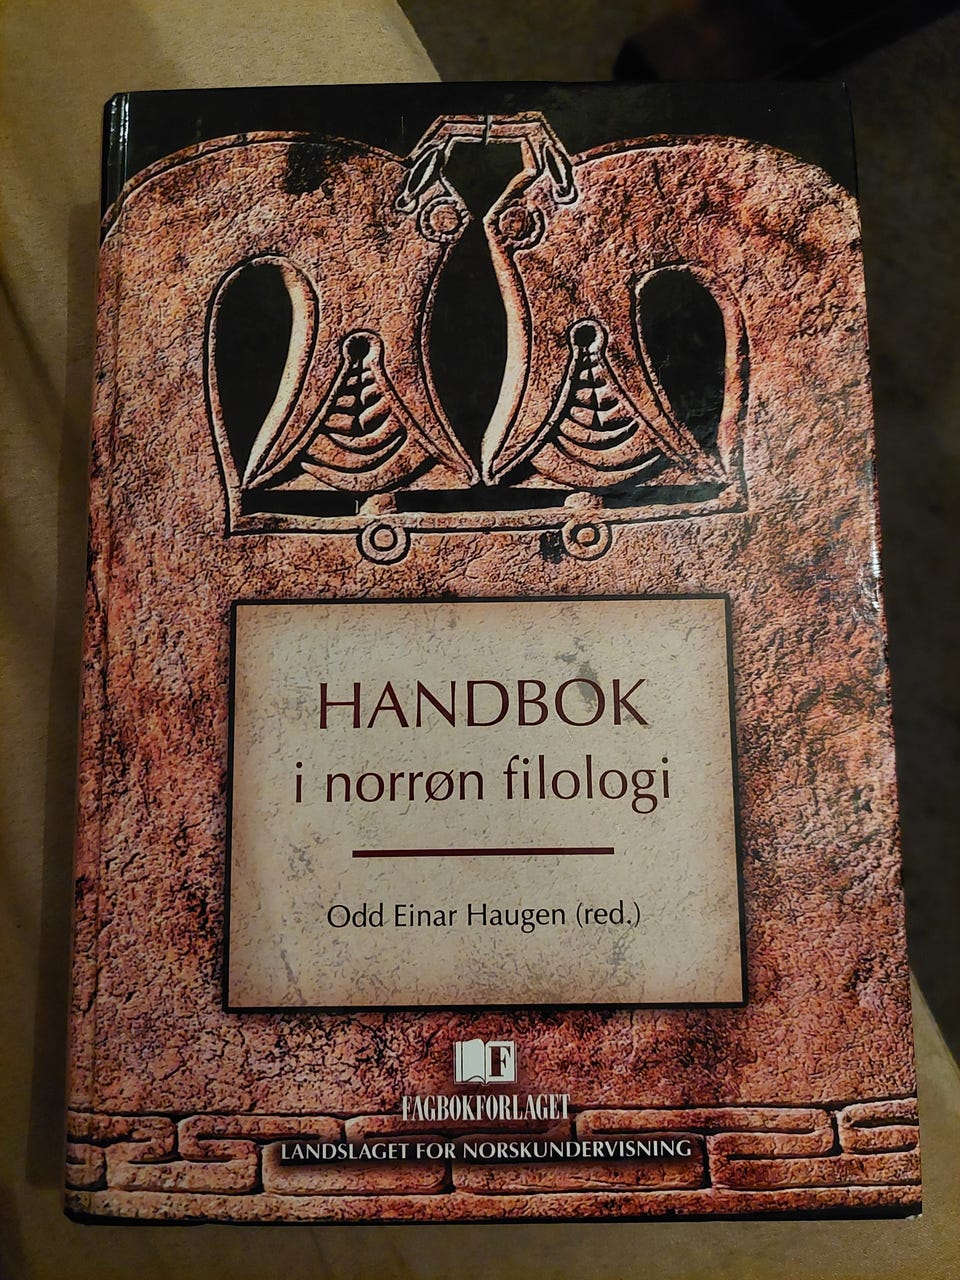 HANDBOK
i norrøn filologi
Odd Einar Haugen (red.)
F
FAGBOKFORLAGET
LANDSLAGET FOR NORSKUNDERVISNING